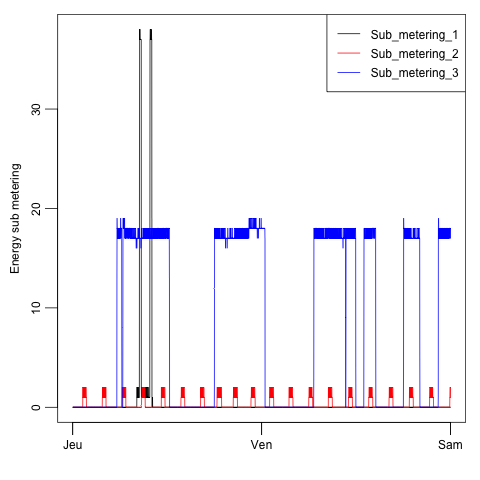 Sub_metering_1
Sub_metering_2
Sub_metering_3
Energy sub metering
30
20
10
0
Jeu Ven Sam